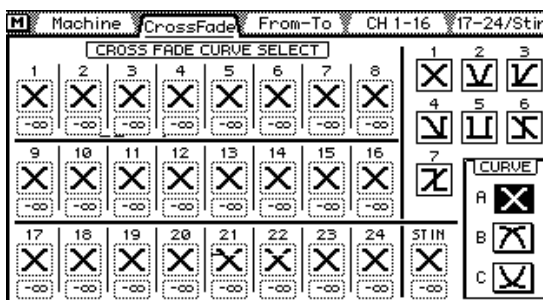 M Machine CrossFade From-To CH 1-16 17-24/Stin
CROSS FADE CURVE SELECT
1 2 3 4 5 6 7 8
-∞ -∞ -∞ -∞ -∞ -∞ -∞ -∞
9 10 11 12 13 14 15 16
-∞ -∞ -∞ -∞ -∞ -∞ -∞ -∞
17 18 19 20 21 22 23 24 ST IN
-∞ -∞ -∞ -∞ -∞ -∞ -∞ -∞ -∞
1 2 3
4 5 6
7
CURVE
A
B
C